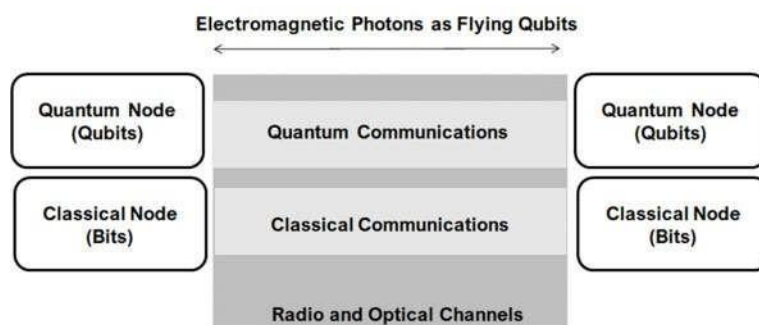 Electromagnetic Photons as Flying Qubits
Quantum Node
(Qubits)
Quantum Communications
Quantum Node
(Qubits)
Classical Node
(Bits)
Classical Communications
Classical Node
(Bits)
Radio and Optical Channels